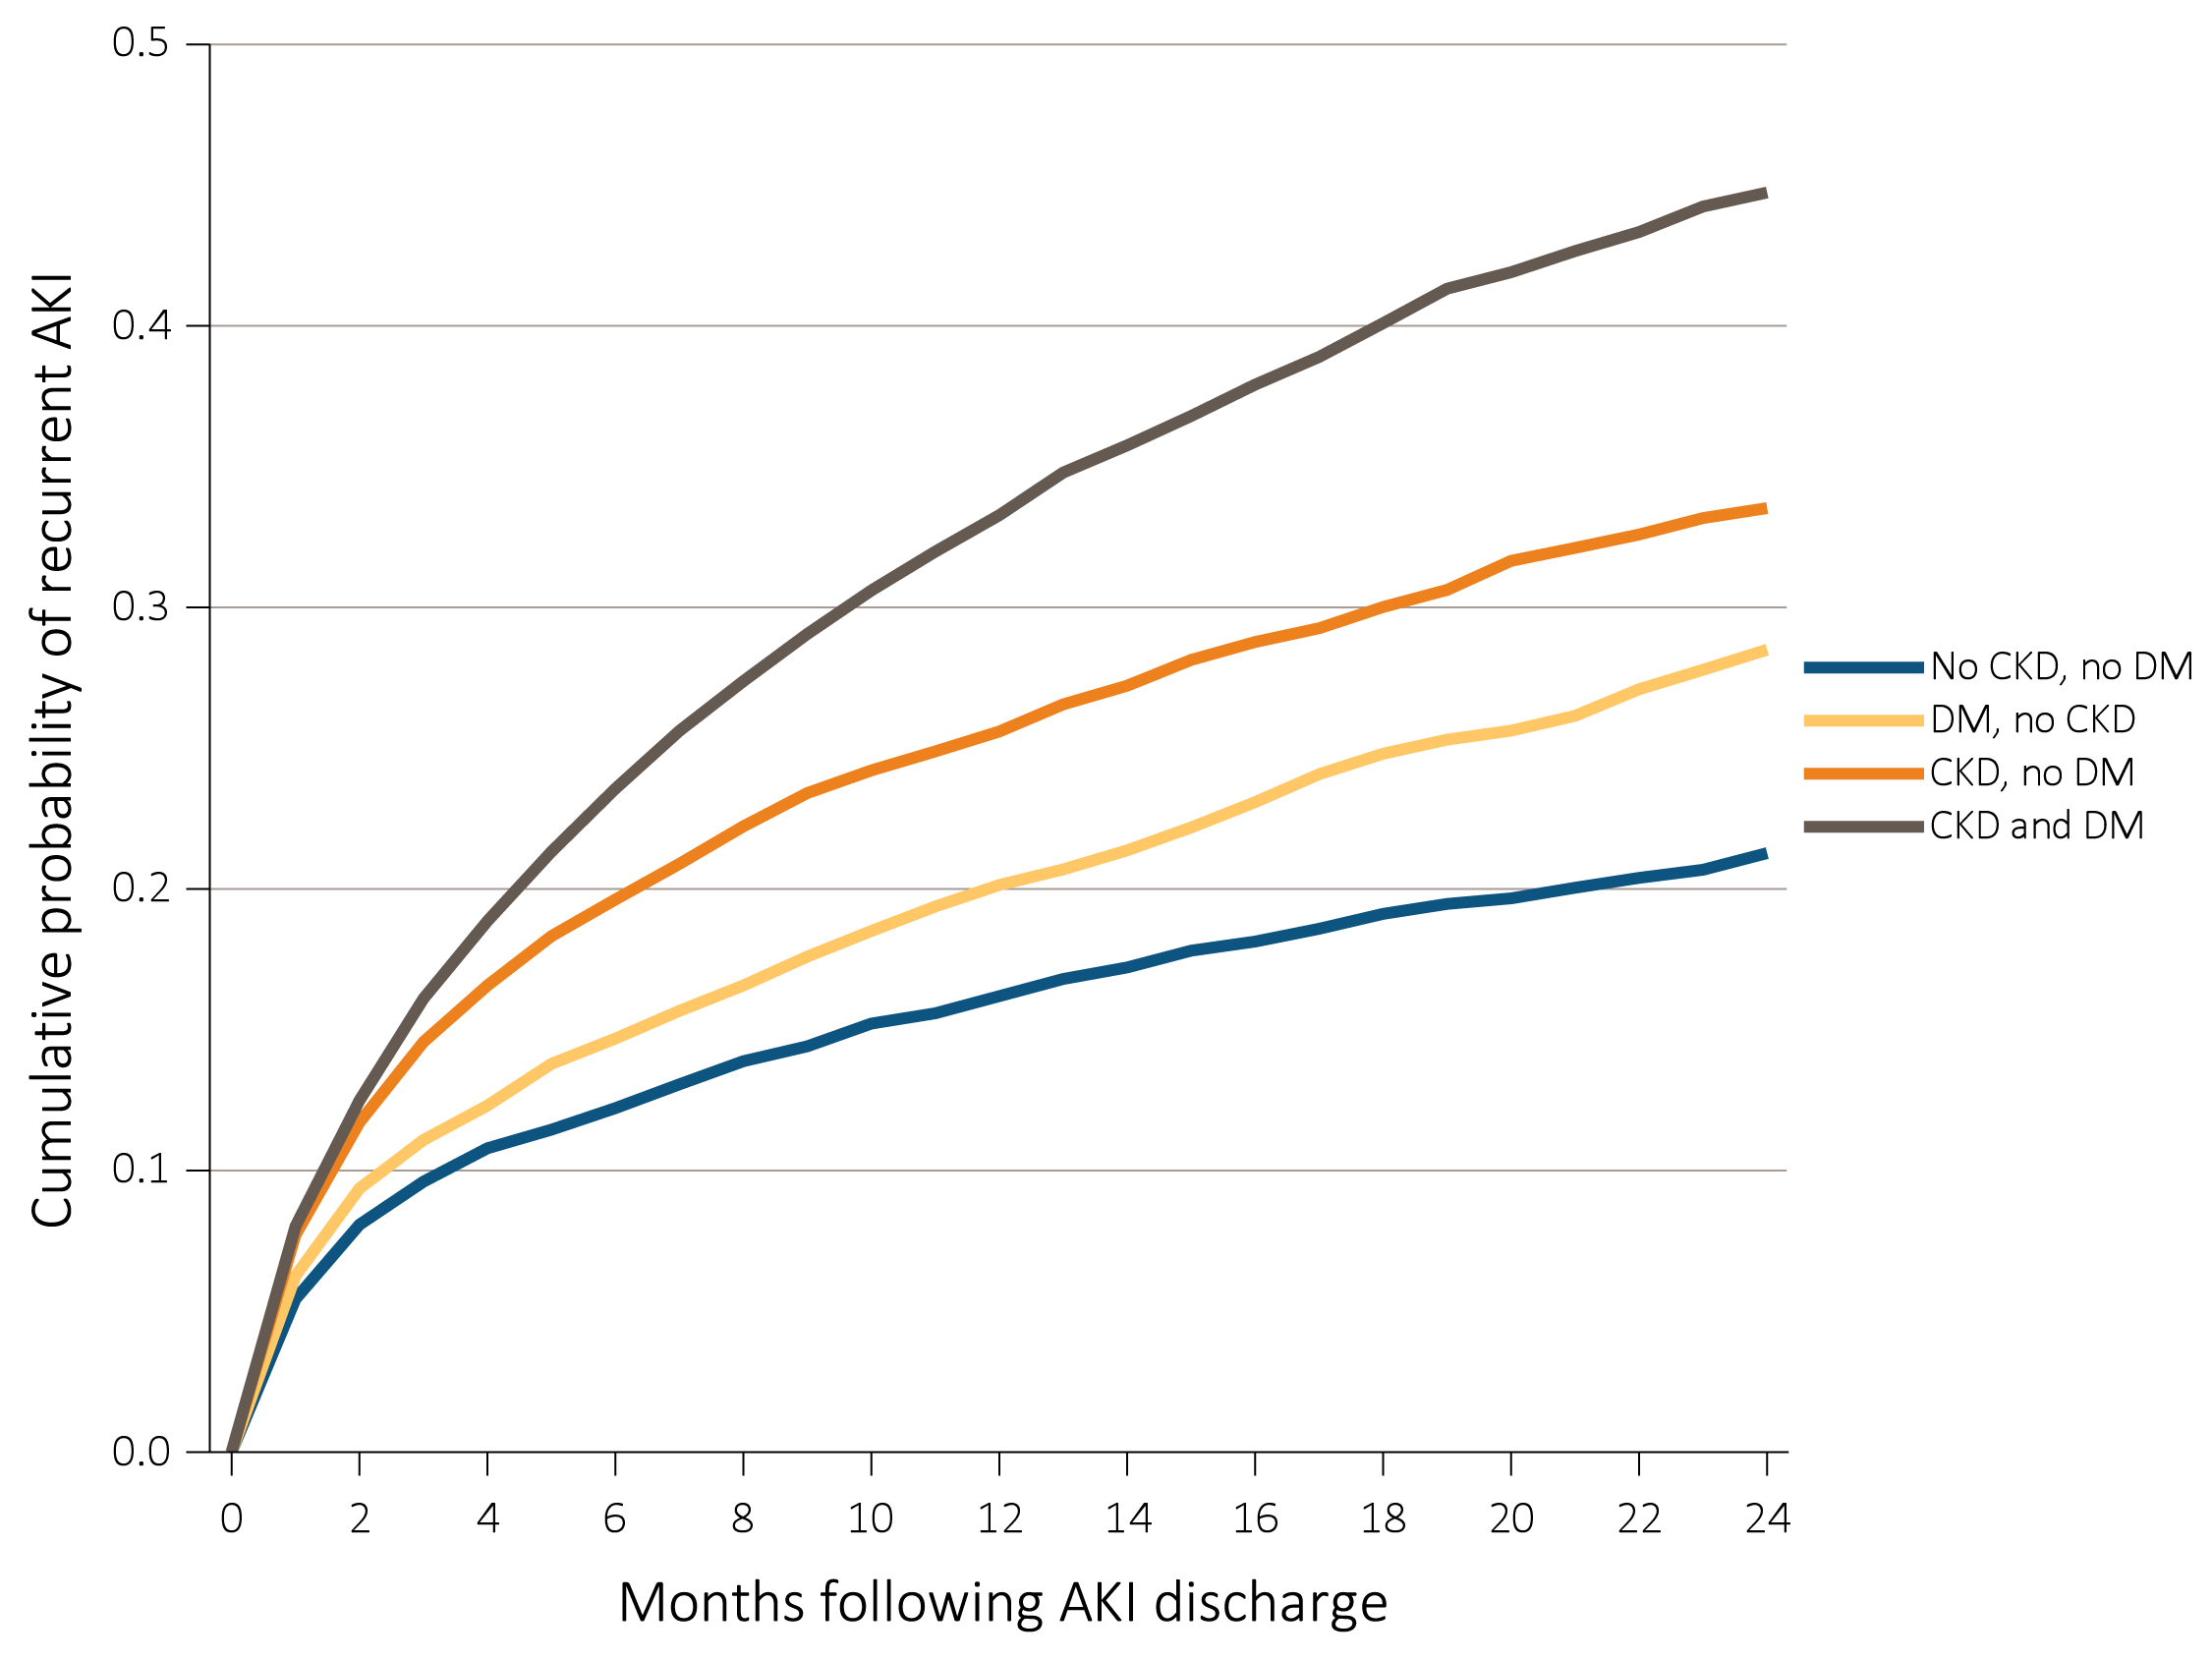 Cumulative probability of recurrent AKI
0.5
0.4
0.3
0.2
0.1
0.0
0 2 4 6 8 10 12 14 16 18 20 22 24
Months following AKI discharge
No CKD, no DM
DM, no CKD
CKD, no DM
CKD and DM